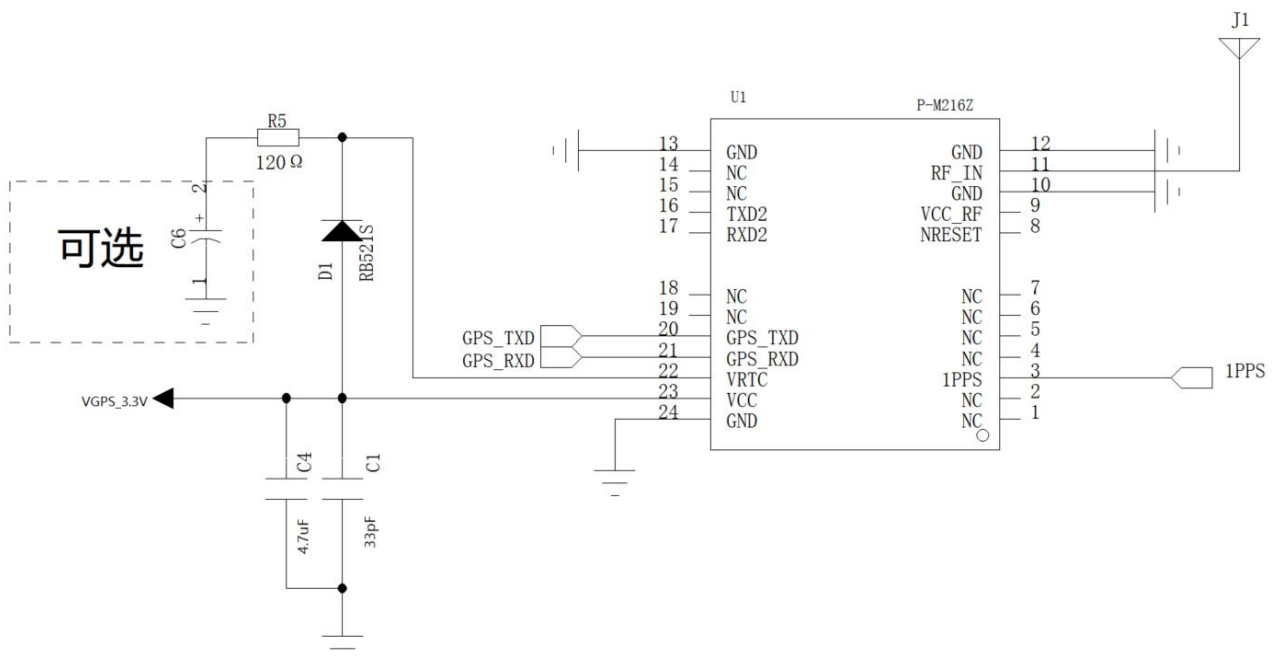 J1
U1
P-M216Z
R5
120Ω
13 GND
14 NC
15 NC
16 TXD2
17 RXD2
GND 12
RF_IN 11
GND 10
VCC_RF 9
NRESET 8
2
+
C6
1
可选
D1
RB521S
18 NC
19 NC
GPS_TXD 20 GPS_TXD
GPS_RXD 21 GPS_RXD
22 VRTC
VGPS_3.3V 23 VCC
24 GND
NC 7
NC 6
NC 5
NC 4
1PPS 3 1PPS
NC 2
NC 1
C4
4.7uF
C1
33pF